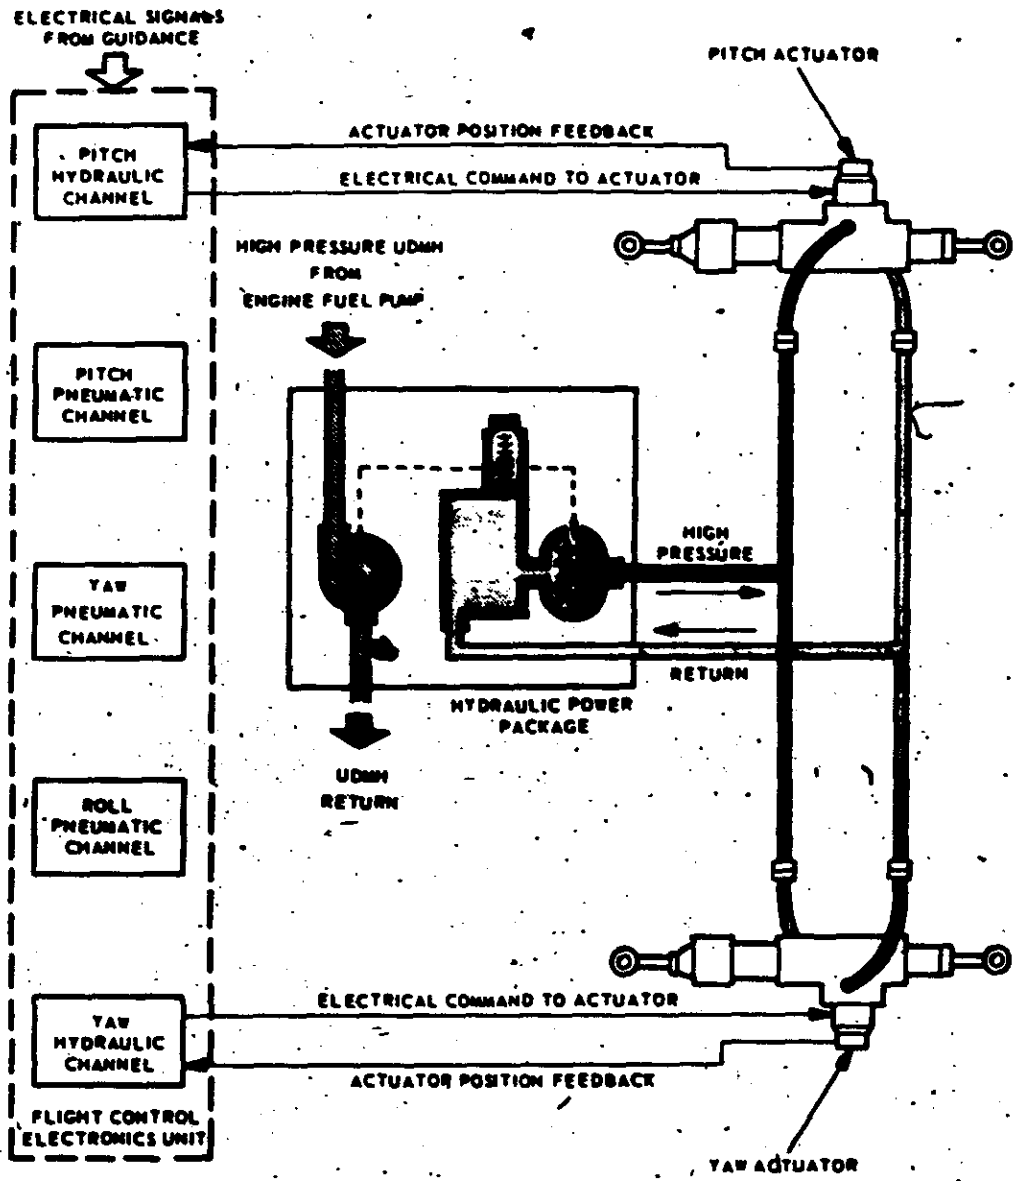 ELECTRICAL SIGNALS
FROM GUIDANCE
PITCH ACTUATOR
PITCH
HYDRAULIC
CHANNEL
ACTUATOR POSITION FEEDBACK
ELECTRICAL COMMAND TO ACTUATOR
HIGH PRESSURE UDMH
FROM
ENGINE FUEL PUMP
PITCH
PNEUMATIC
CHANNEL
YAW
PNEUMATIC
CHANNEL
HIGH
PRESSURE
RETURN
HYDRAULIC POWER
PACKAGE
UDMH
RETURN
ROLL
PNEUMATIC
CHANNEL
YAW
HYDRAULIC
CHANNEL
ELECTRICAL COMMAND TO ACTUATOR
ACTUATOR POSITION FEEDBACK
FLIGHT CONTROL
ELECTRONICS UNIT
YAW ACTUATOR